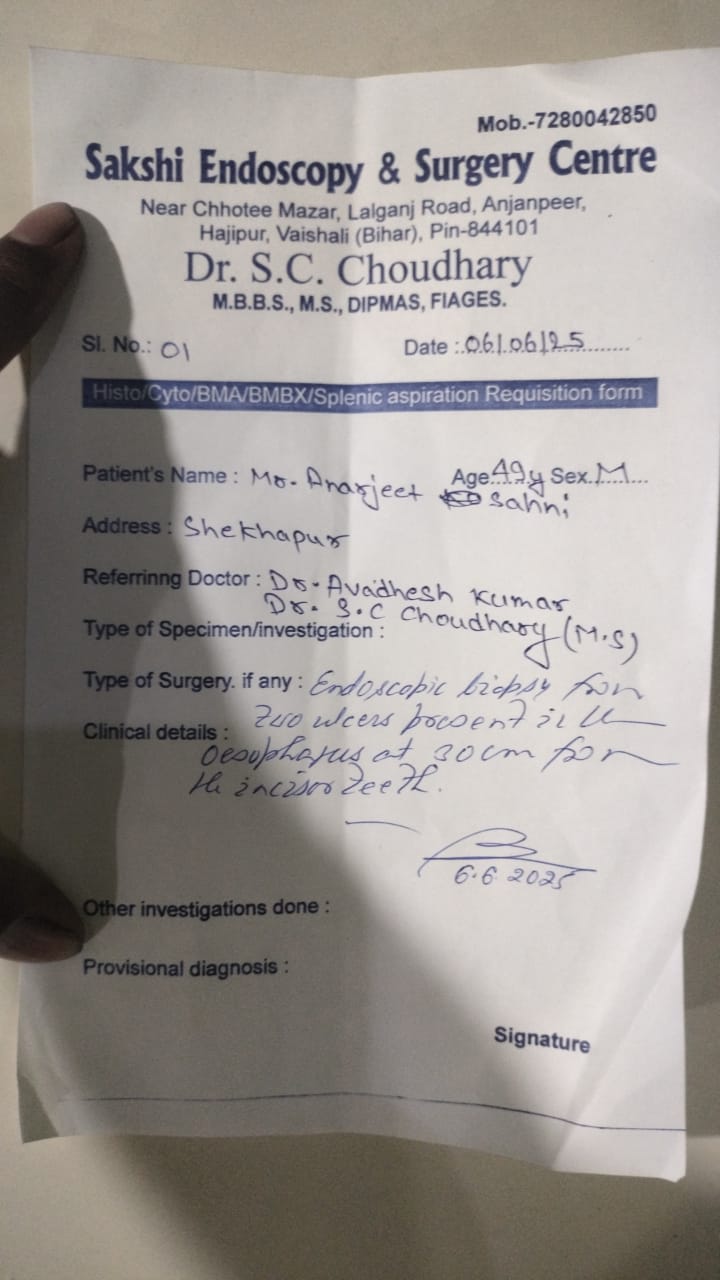 Mob.-7280042850
Sakshi Endoscopy & Surgery Centre
Near Chhotee Mazar, Lalganj Road, Anjanpeer,
Hajipur, Vaishali (Bihar), Pin-844101
Dr. S.C. Choudhary
M.B.B.S., M.S., DIPMAS, FIAGES.
Sl. No.: 01 Date : 06/06/25
Histo/Cyto/BMA/BMBX/Splenic aspiration Requisition form
Patient's Name : Mr. Anarjeet Age 49y Sex. M
Sahni
Address : Shekhapur
Referrinng Doctor : Dr. Avadhesh Kumar
Dr. S.C Choudhary (M.S)
Type of Specimen/investigation :
Type of Surgery. if any : Endoscopic biopsy from
two ulcers present in the
Clinical details :
oesophagus at 30cm from
the incisor teeth.
6.6.2025
Other investigations done :
Provisional diagnosis :
Signature